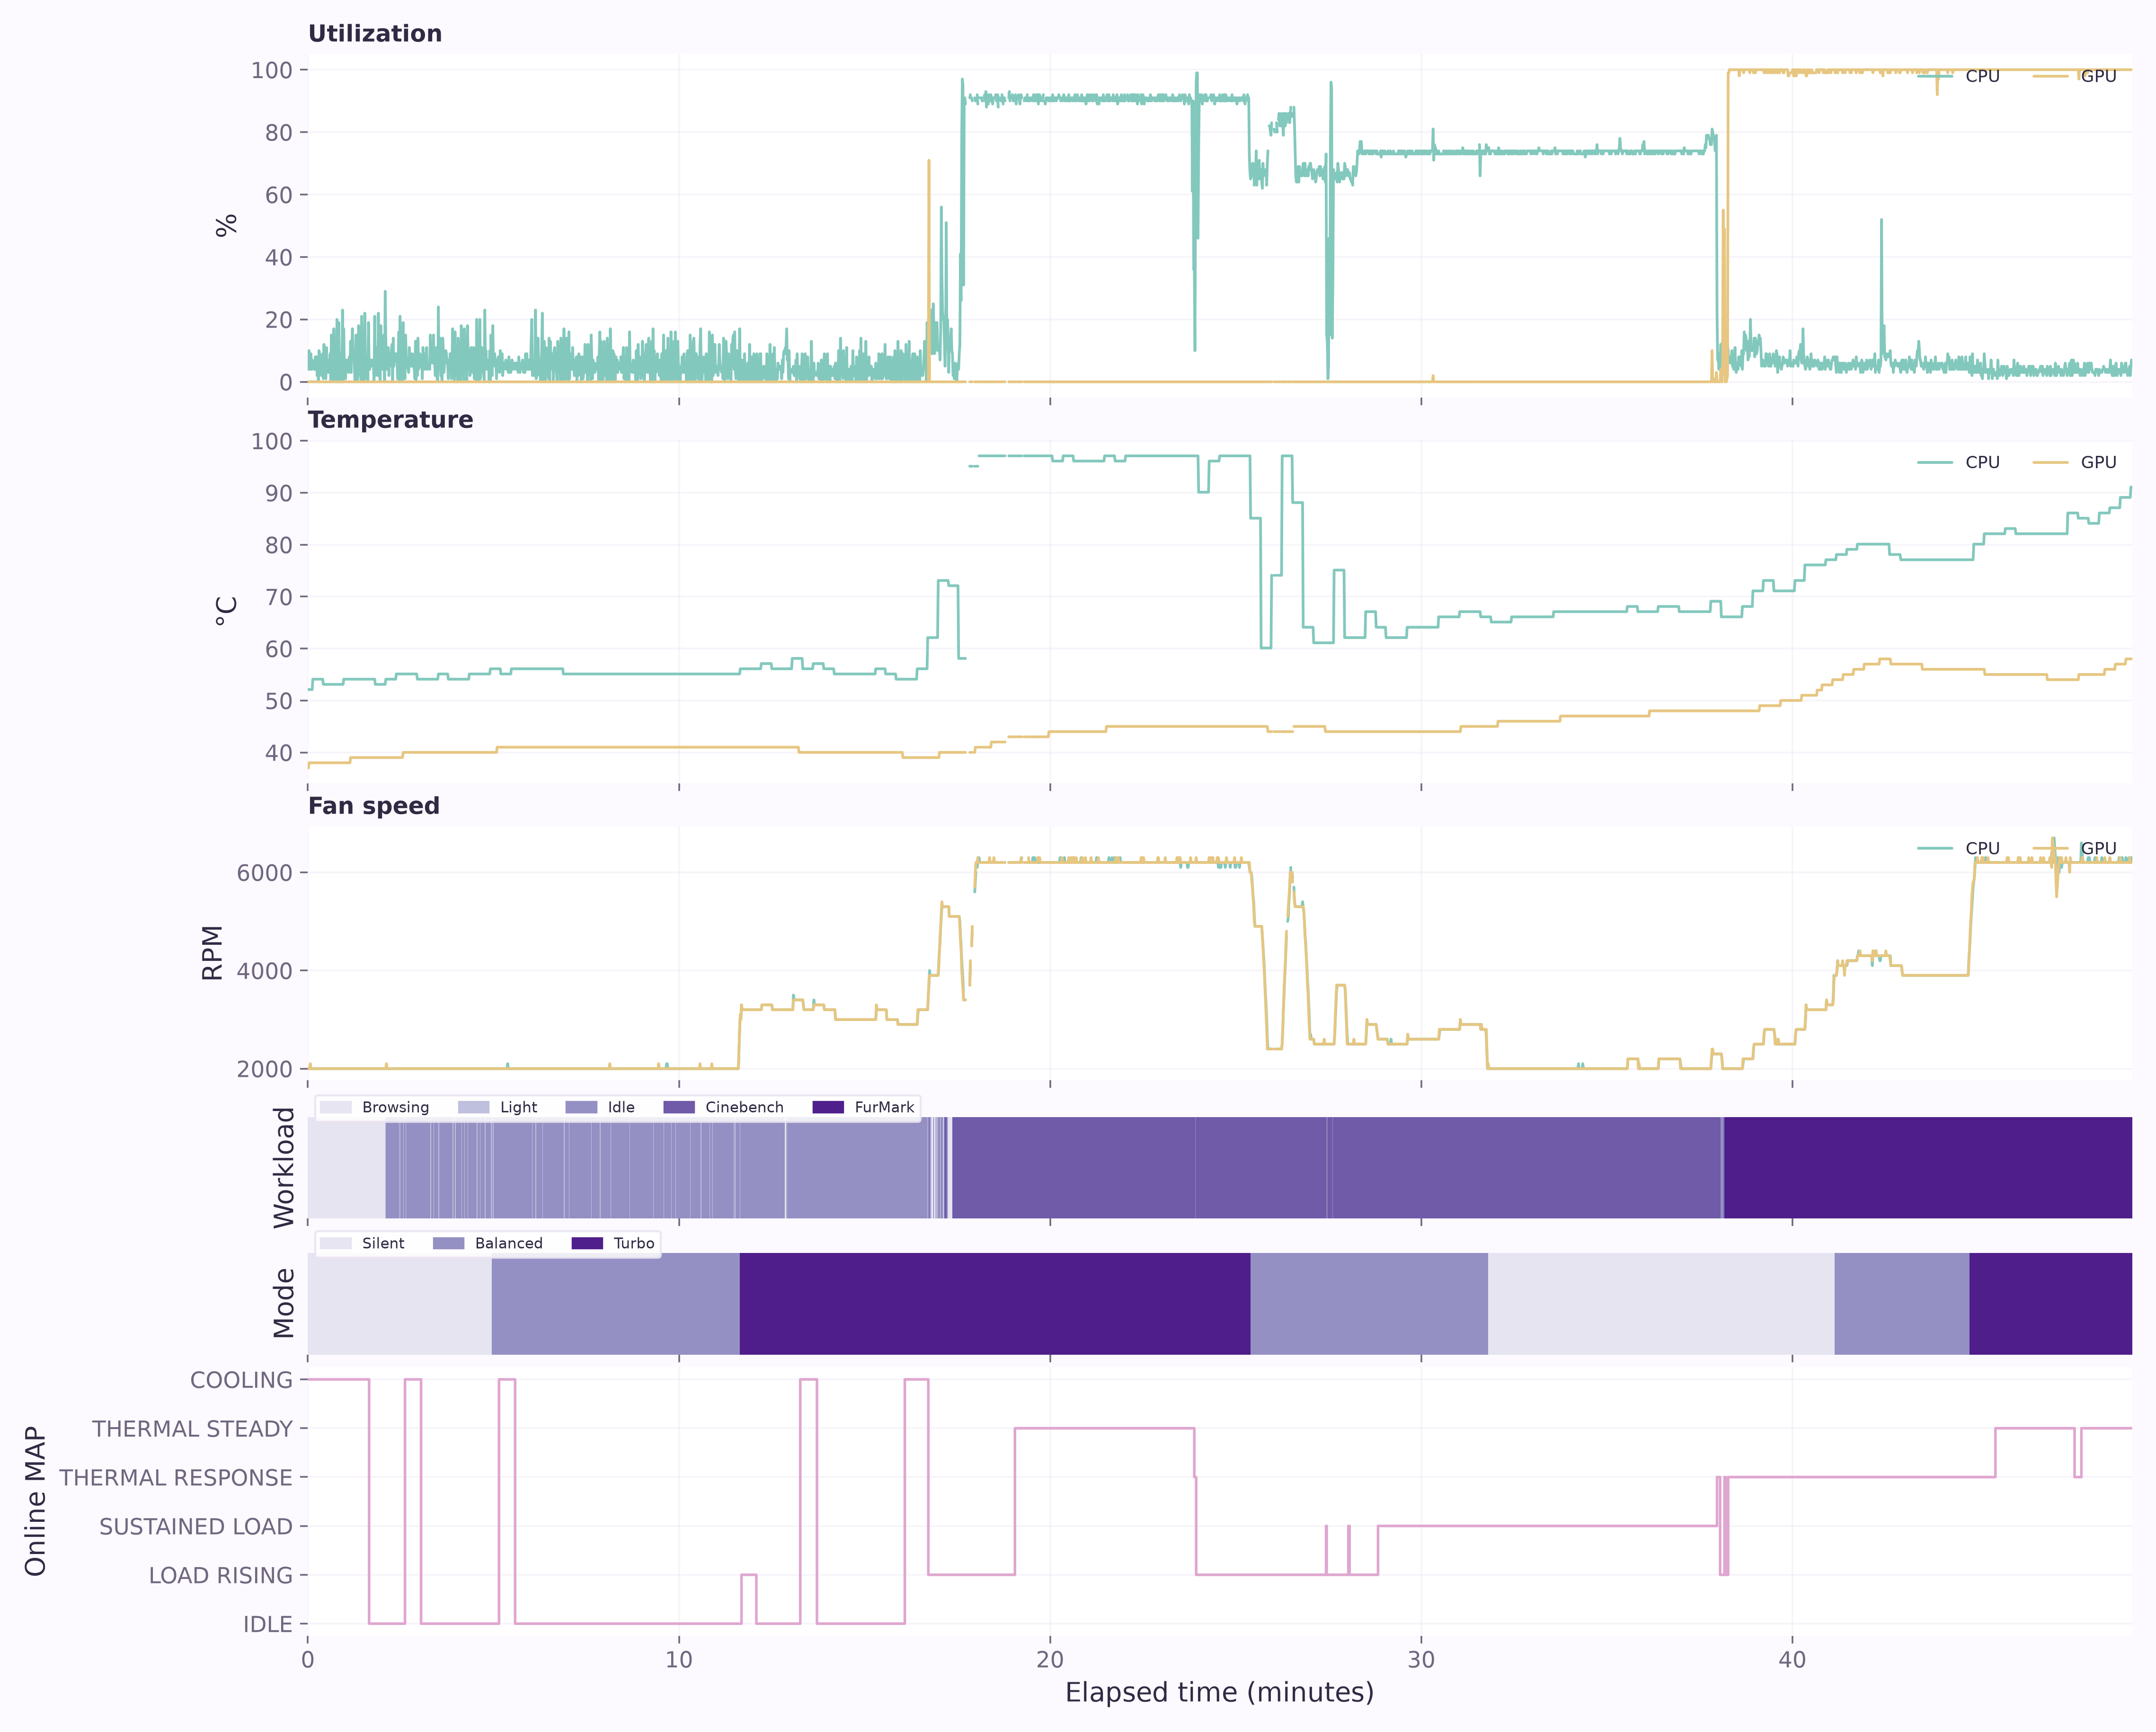 Utilization
100
80
60
40
20
0
%
CPU GPU
Temperature
100
90
80
70
60
50
40
°C
CPU GPU
Fan speed
6000
4000
2000
RPM
CPU GPU
Workload
Browsing Light Idle Cinebench FurMark
Mode
Silent Balanced Turbo
Online MAP
COOLING
THERMAL STEADY
THERMAL RESPONSE
SUSTAINED LOAD
LOAD RISING
IDLE
0 10 20 30 40
Elapsed time (minutes)